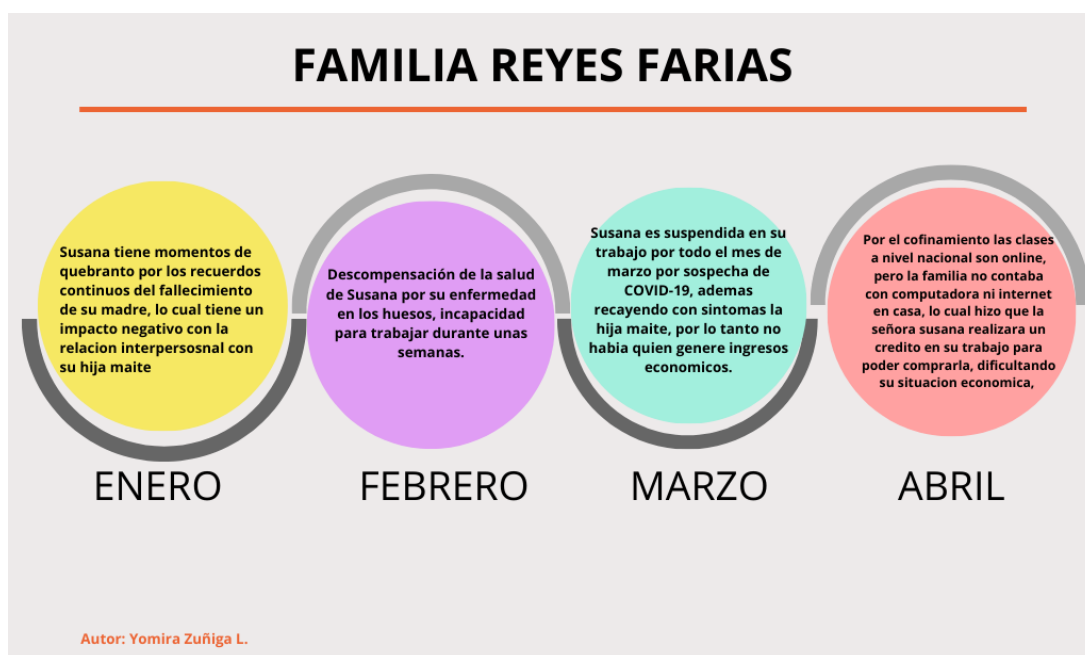 FAMILIA REYES FARIAS
Susana tiene momentos de
quebranto por los recuerdos
continuos del fallecimiento
de su madre, lo cual tiene un
impacto negativo con la
relacion interpersosnal con
su hija maite
ENERO
Descompensación de la salud
de Susana por su enfermedad
en los huesos, incapacidad
para trabajar durante unas
semanas.
FEBRERO
Susana es suspendida en su
trabajo por todo el mes de
marzo por sospecha de
COVID-19, ademas
recayendo con sintomas la
hija maite, por lo tanto no
habia quien genere ingresos
economicos.
MARZO
Por el cofinamiento las clases
a nivel nacional son online,
pero la familia no contaba
con computadora ni internet
en casa, lo cual hizo que la
señora susana realizara un
credito en su trabajo para
poder comprarla, dificultando
su situacion economica,
ABRIL
Autor: Yomira Zuñiga L.